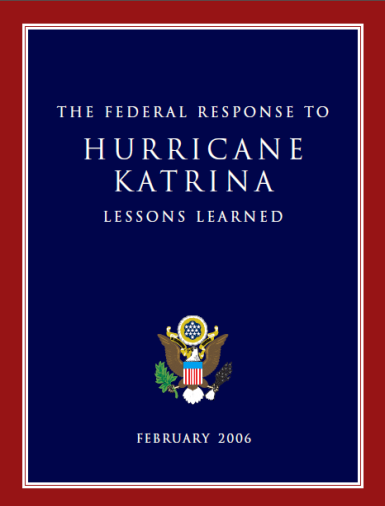 THE FEDERAL RESPONSE TO
HURRICANE
KATRINA
LESSONS LEARNED
FEBRUARY 2006